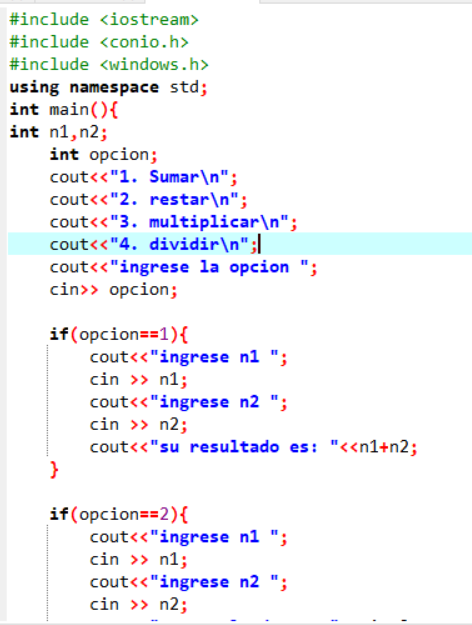 #include <iostream>
#include <conio.h>
#include <windows.h>
using namespace std;
int main(){
int n1,n2;
    int opcion;
    cout<<"1. Sumar\n";
    cout<<"2. restar\n";
    cout<<"3. multiplicar\n";
    cout<<"4. dividir\n";
    cout<<"ingrese la opcion ";
    cin>> opcion;

    if(opcion==1){
        cout<<"ingrese n1 ";
        cin >> n1;
        cout<<"ingrese n2 ";
        cin >> n2;
        cout<<"su resultado es: "<<n1+n2;
    }

    if(opcion==2){
        cout<<"ingrese n1 ";
        cin >> n1;
        cout<<"ingrese n2 ";
        cin >> n2;